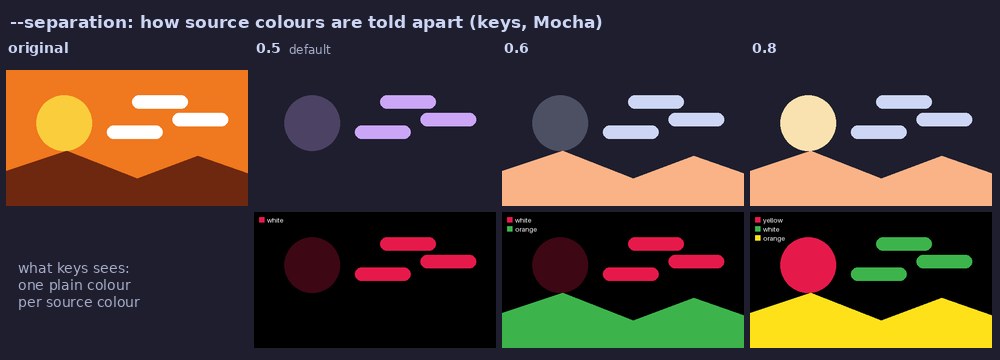 --separation: how source colours are told apart (keys, Mocha)
original
0.5 default
0.6
0.8
what keys sees:
one plain colour
per source colour
white
white
orange
yellow
white
orange